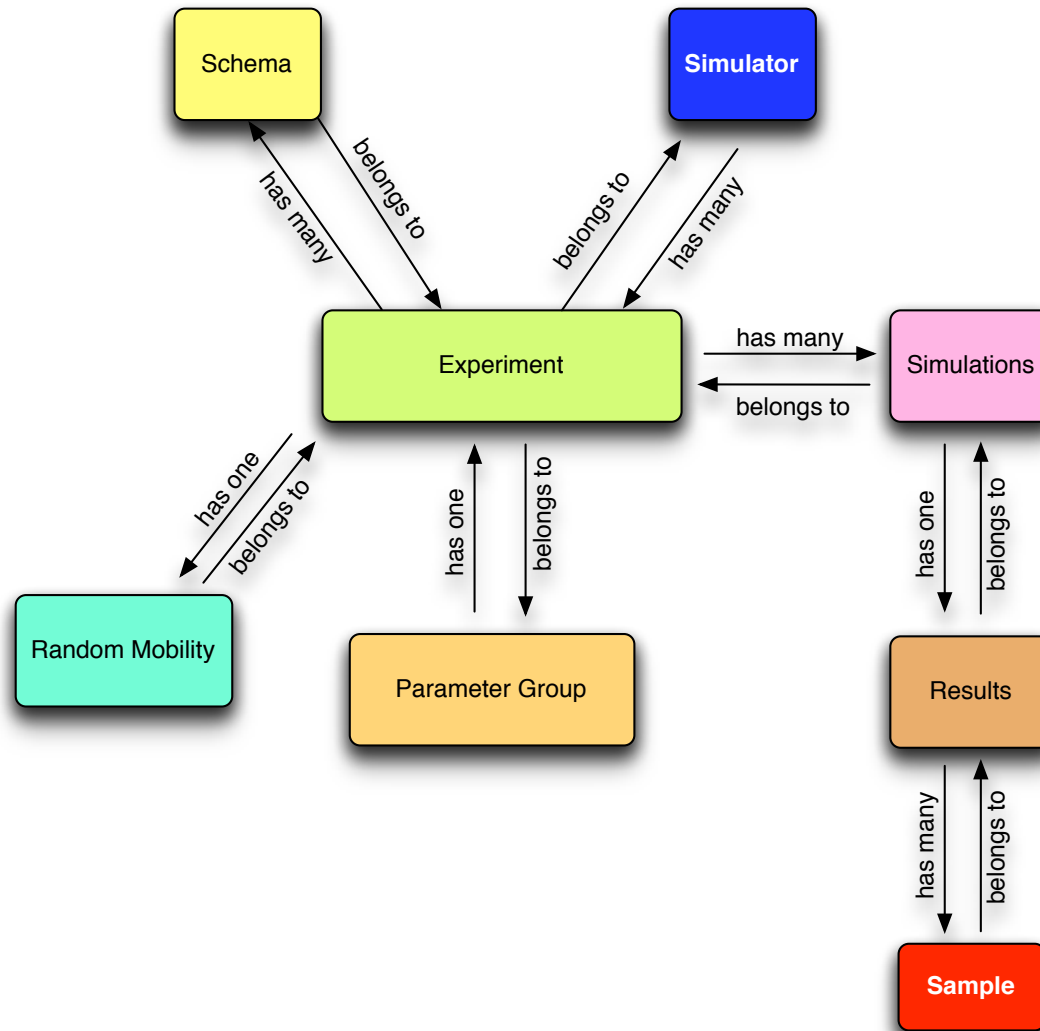 Schema
Simulator
belongs to
has many
belongs to
has many
Experiment
has many
belongs to
Simulations
has one
belongs to
has one
belongs to
has one
belongs to
Random Mobility
Parameter Group
Results
has many
belongs to
Sample